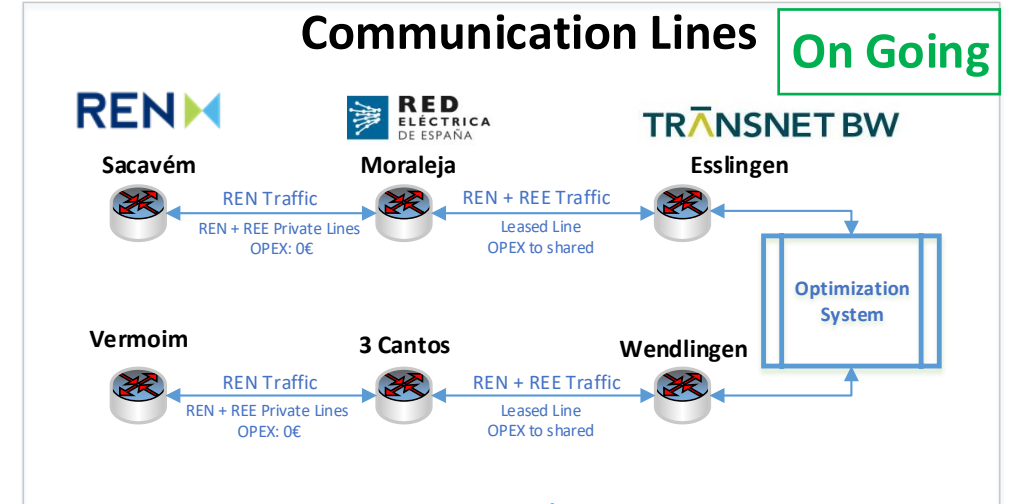 Communication Lines
On Going
REN
RED
ELÉCTRICA
DE ESPAÑA
TRĀNSNET BW
Sacavém
Moraleja
Esslingen
REN Traffic
REN + REE Private Lines
OPEX: 0€
REN + REE Traffic
Leased Line
OPEX to shared
Optimization
System
Vermoim
3 Cantos
Wendlingen
REN Traffic
REN + REE Private Lines
OPEX: 0€
REN + REE Traffic
Leased Line
OPEX to shared